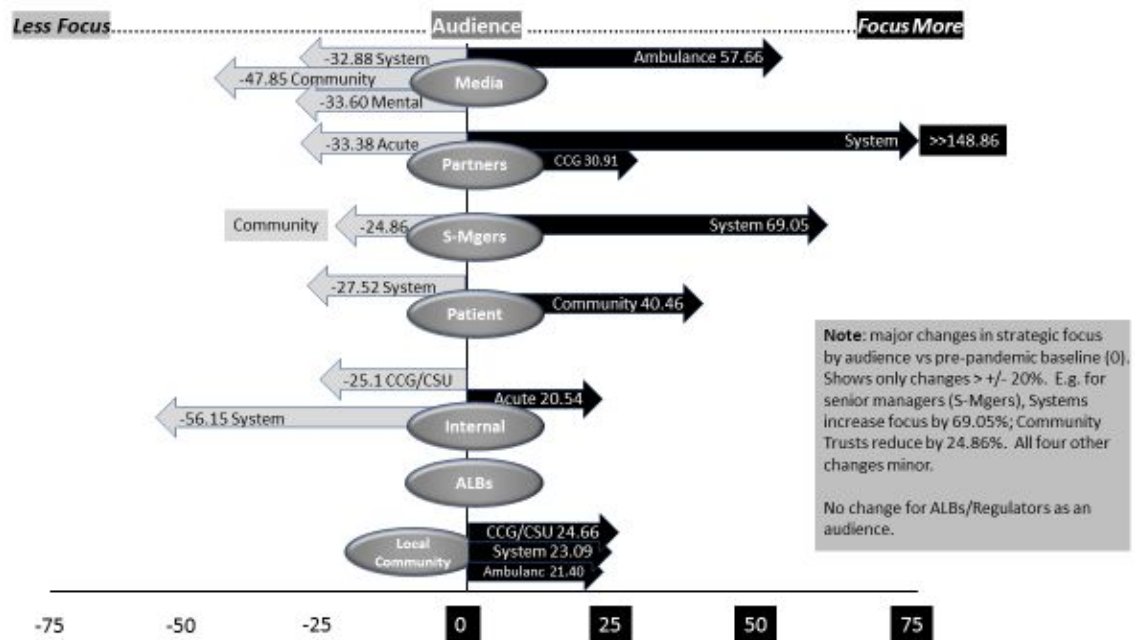 Less Focus
Audience
Focus More
-32.88 System
Ambulance 57.66
-47.85 Community
Media
-33.60 Mental
-33.38 Acute
System
>>148.86
Partners
CCG 30.91
Community
-24.86
S-Mgers
System 69.05
-27.52 System
Patient
Community 40.46
-25.1 CCG/CSU
Acute 20.54
-56.15 System
Internal
ALBs
Local
Community
CCG/CSU 24.66
System 23.09
Ambulanc 21.40
Note: major changes in strategic focus
by audience vs pre-pandemic baseline (0).
Shows only changes > +/- 20%. E.g. for
senior managers (S-Mgers), Systems
increase focus by 69.05%; Community
Trusts reduce by 24.86%. All four other
changes minor.
No change for ALBs/Regulators as an
audience.
-75 -50 -25 0 25 50 75